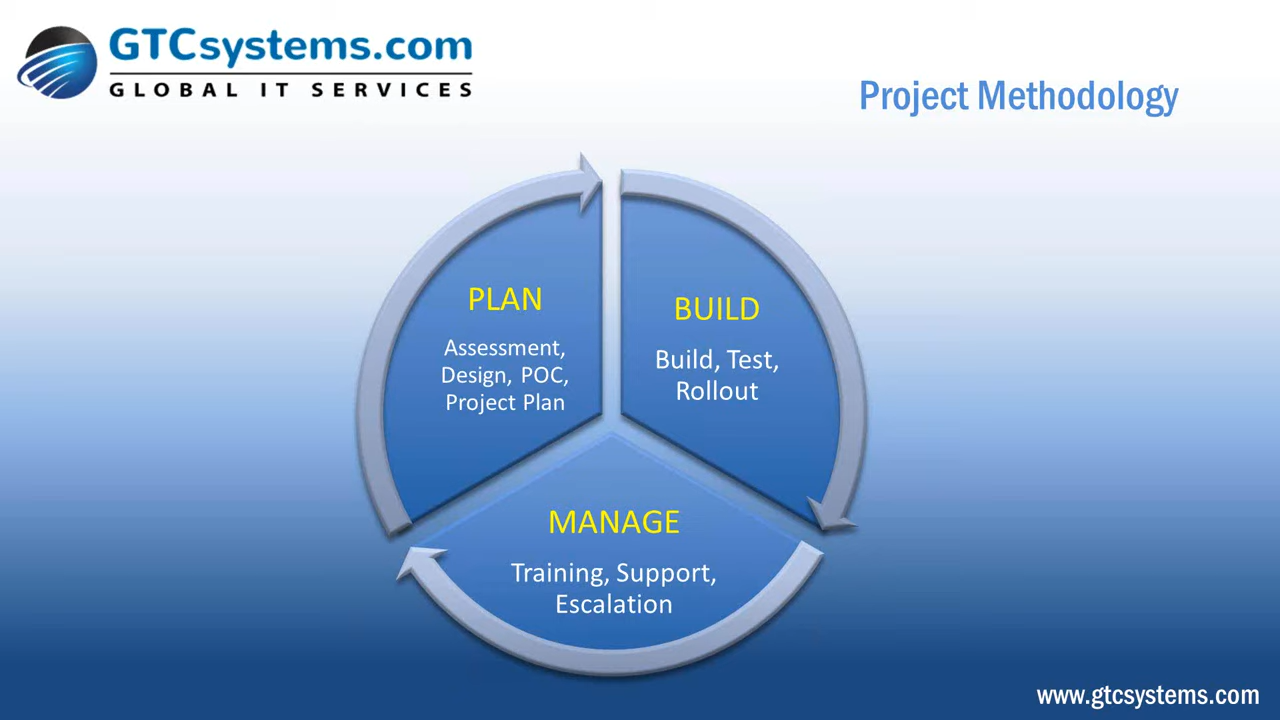 GTCsystems.com
GLOBAL IT SERVICES
Project Methodology
PLAN
Assessment,
Design, POC,
Project Plan
BUILD
Build, Test,
Rollout
MANAGE
Training, Support,
Escalation
www.gtcsystems.com